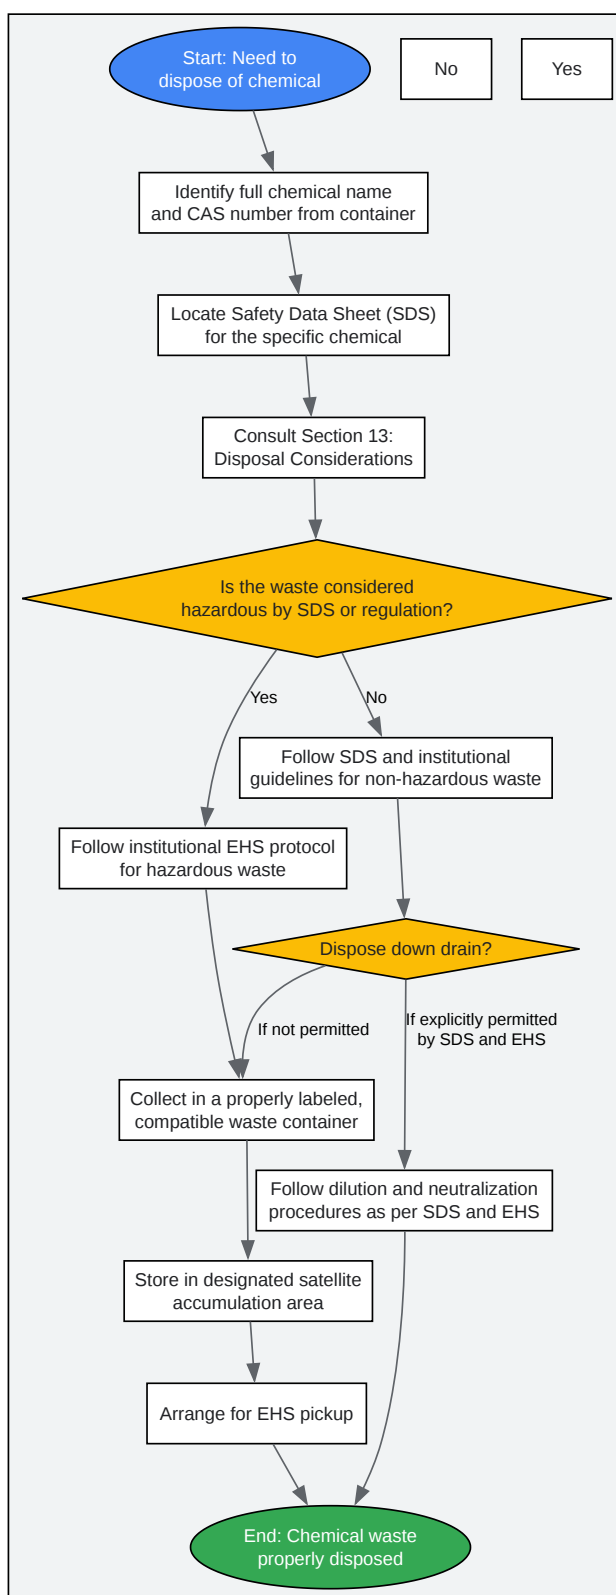 Start: Need to
dispose of chemical
No
Yes
Identify full chemical name
and CAS number from container
Locate Safety Data Sheet (SDS)
for the specific chemical
Consult Section 13:
Disposal Considerations
Is the waste considered
hazardous by SDS or regulation?
Yes
No
Follow SDS and institutional
guidelines for non-hazardous waste
Follow institutional EHS protocol
for hazardous waste
Dispose down drain?
If not permitted
If explicitly permitted
by SDS and EHS
Collect in a properly labeled,
compatible waste container
Follow dilution and neutralization
procedures as per SDS and EHS
Store in designated satellite
accumulation area
Arrange for EHS pickup
End: Chemical waste
properly disposed